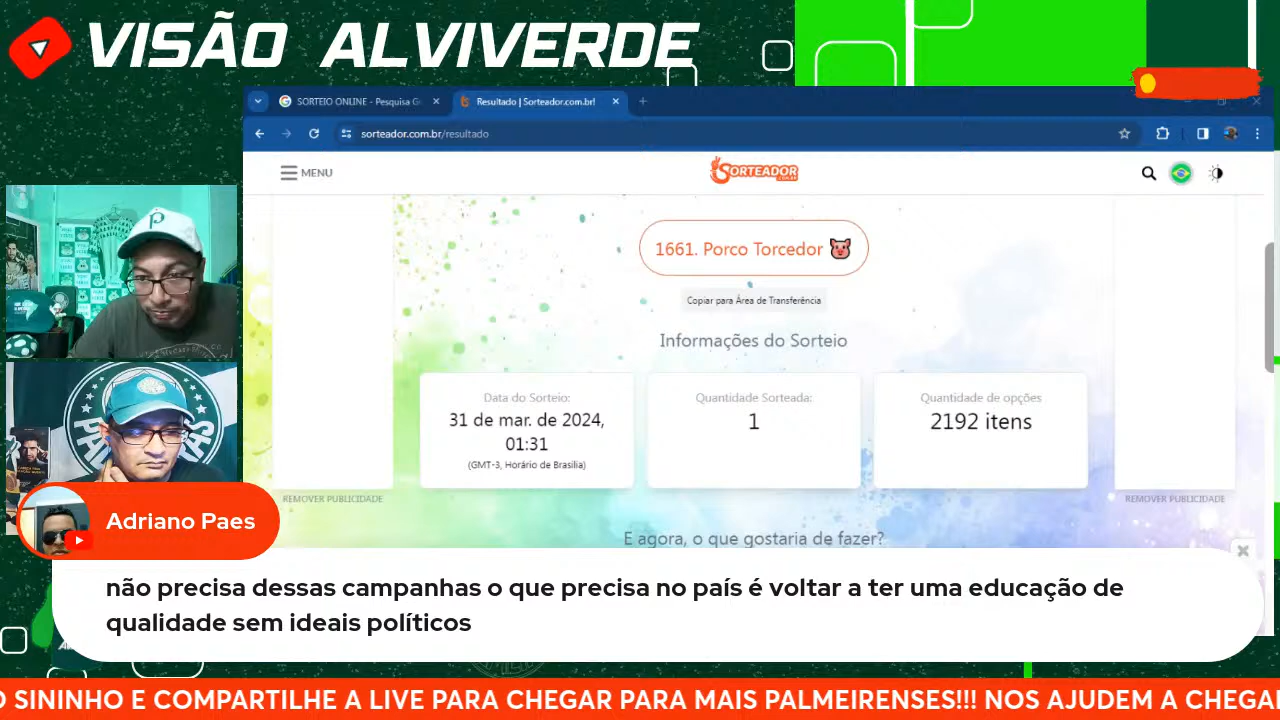 VISÃO ALVIVERDE
SORTEIO ONLINE - Pesquisa G
Resultado | Sorteador.com.br!
sorteador.com.br/resultado
MENU
SORTEADOR
.COM.BR
1661. Porco Torcedor
Copiar para Área de Transferência
Informações do Sorteio
Data do Sorteio:
31 de mar. de 2024,
01:31
(GMT-3, Horário de Brasília)
Quantidade Sorteada:
1
Quantidade de opções
2192 itens
REMOVER PUBLICIDADE
REMOVER PUBLICIDADE
E agora, o que gostaria de fazer?
Adriano Paes
não precisa dessas campanhas o que precisa no país é voltar a ter uma educação de
qualidade sem ideais políticos
O SININHO E COMPARTILHE A LIVE PARA CHEGAR PARA MAIS PALMEIRENSES!!! NOS AJUDEM A CHEGA